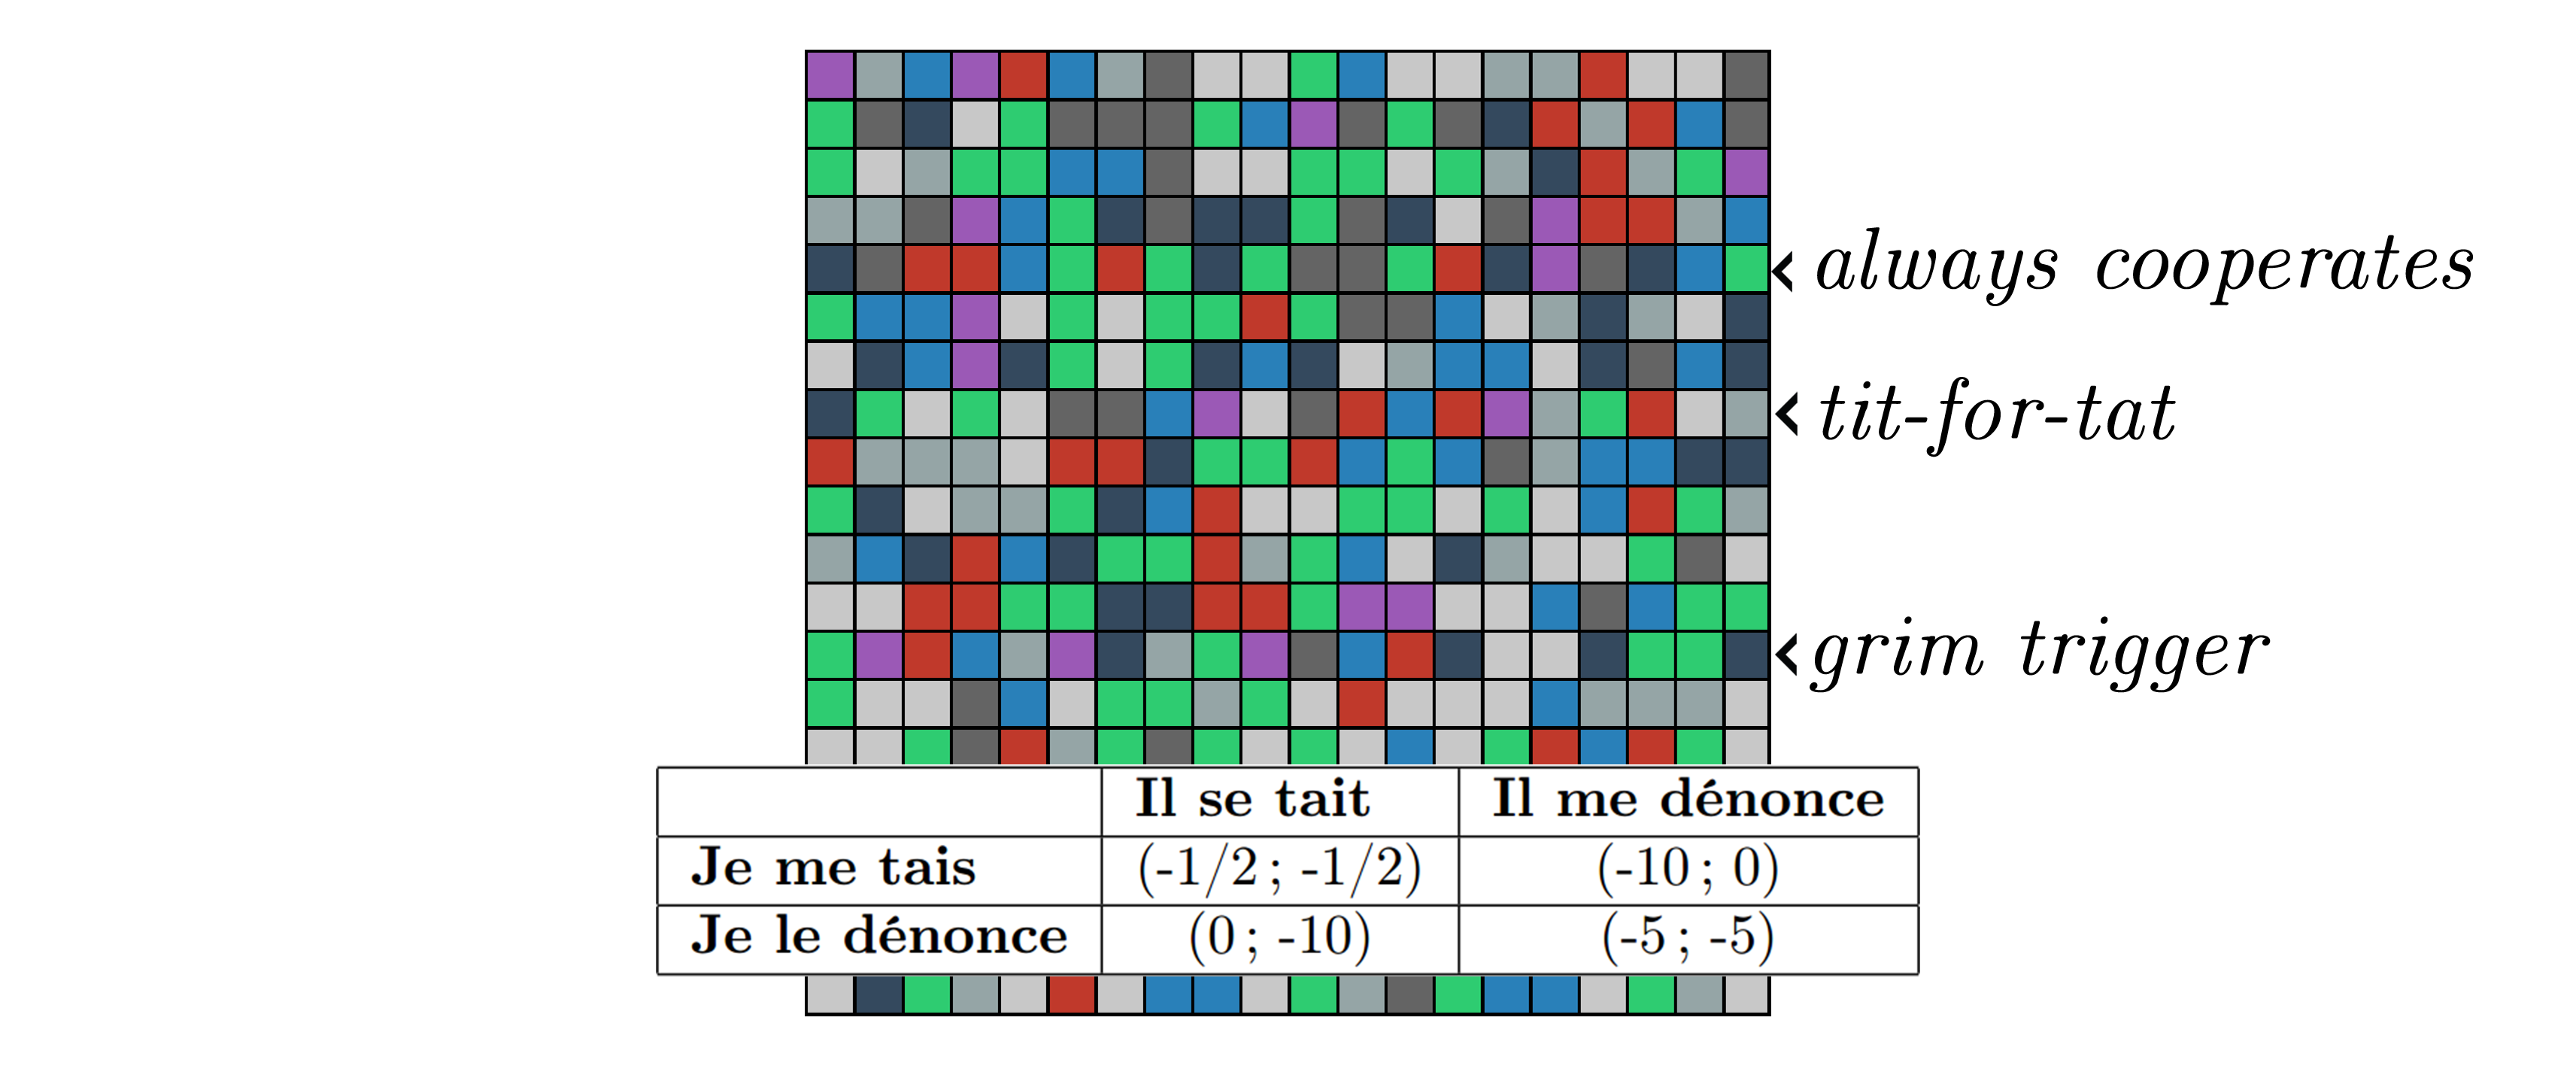 always cooperates
tit-for-tat
grim trigger
Il se tait Il me dénonce
Je me tais (-1/2 ; -1/2) (-10 ; 0)
Je le dénonce (0 ; -10) (-5 ; -5)